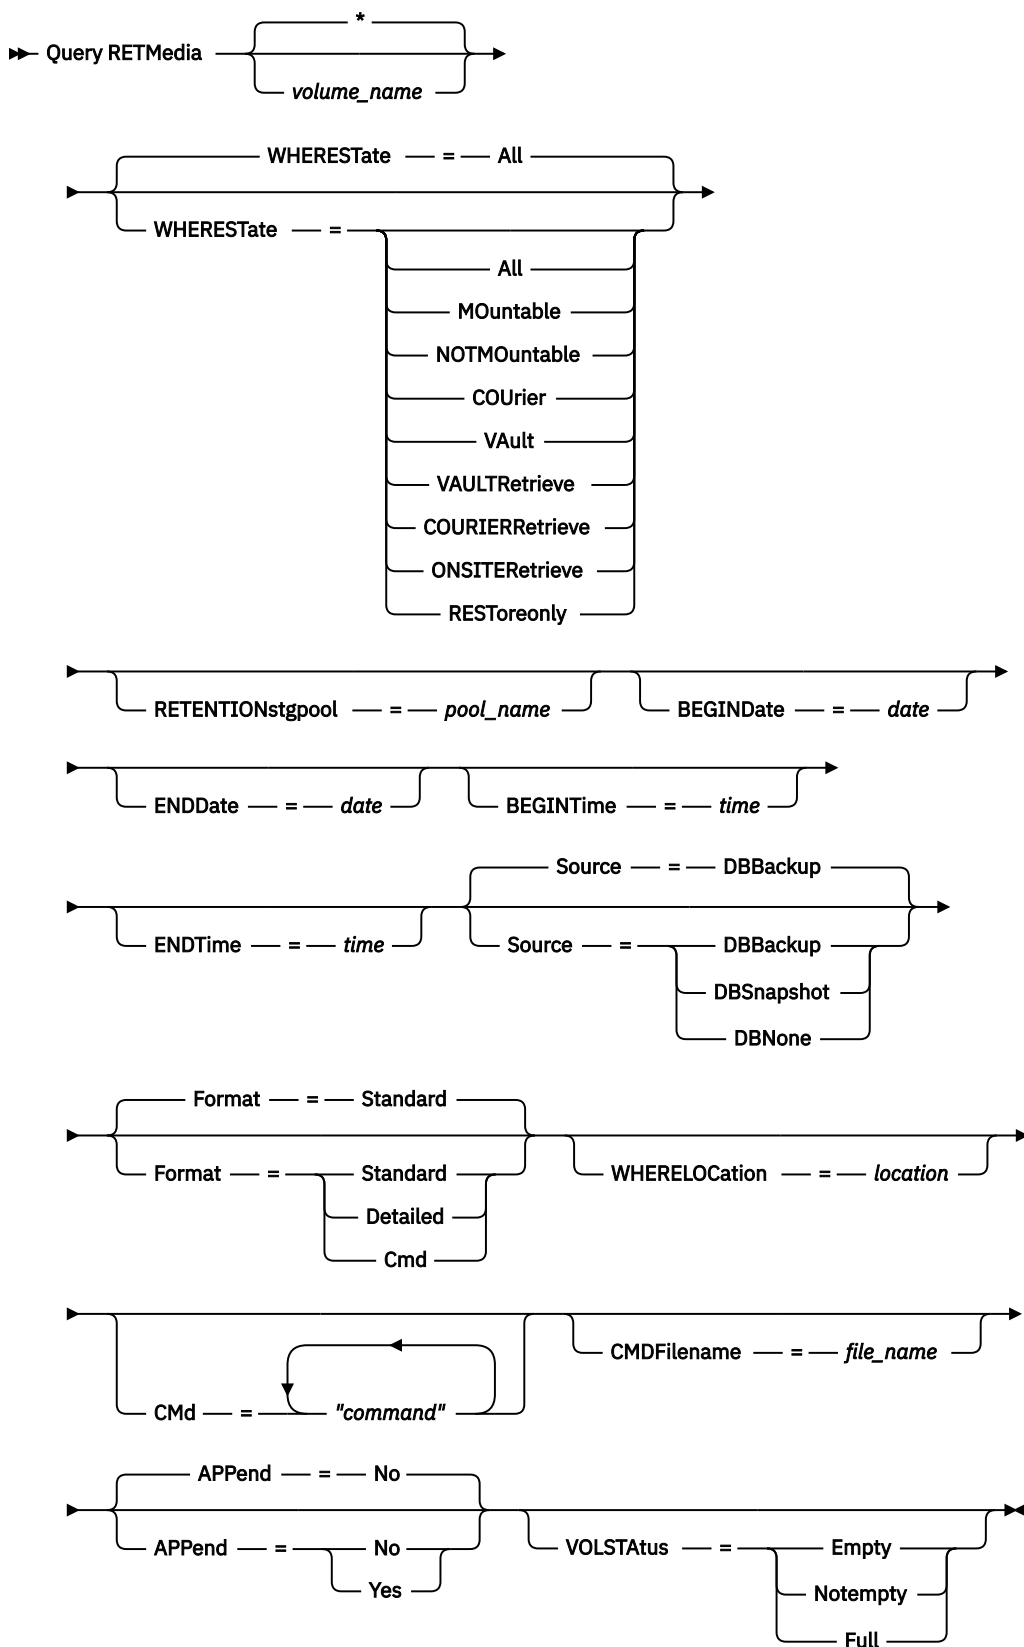 *
Query RETMedia
volume_name
WHERESTate = All
WHERESTate =
All
MOuntable
NOTMOuntable
COUrier
VAult
VAULTRetrieve
COURIERRetrieve
ONSITERetrieve
RESToreonly
RETENTIONstgpool = pool_name BEGINDate = date
ENDDate = date BEGINTime = time
Source = DBBackup
ENDTime = time Source = DBBackup
DBSnapshot
DBNone
Format = Standard
Format = Standard WHERELOCation = location
Detailed
Cmd
CMDFilename = file_name
CMd = "command"
APPend = No
APPend = No VOLSTAtus = Empty
Yes Notempty
Full